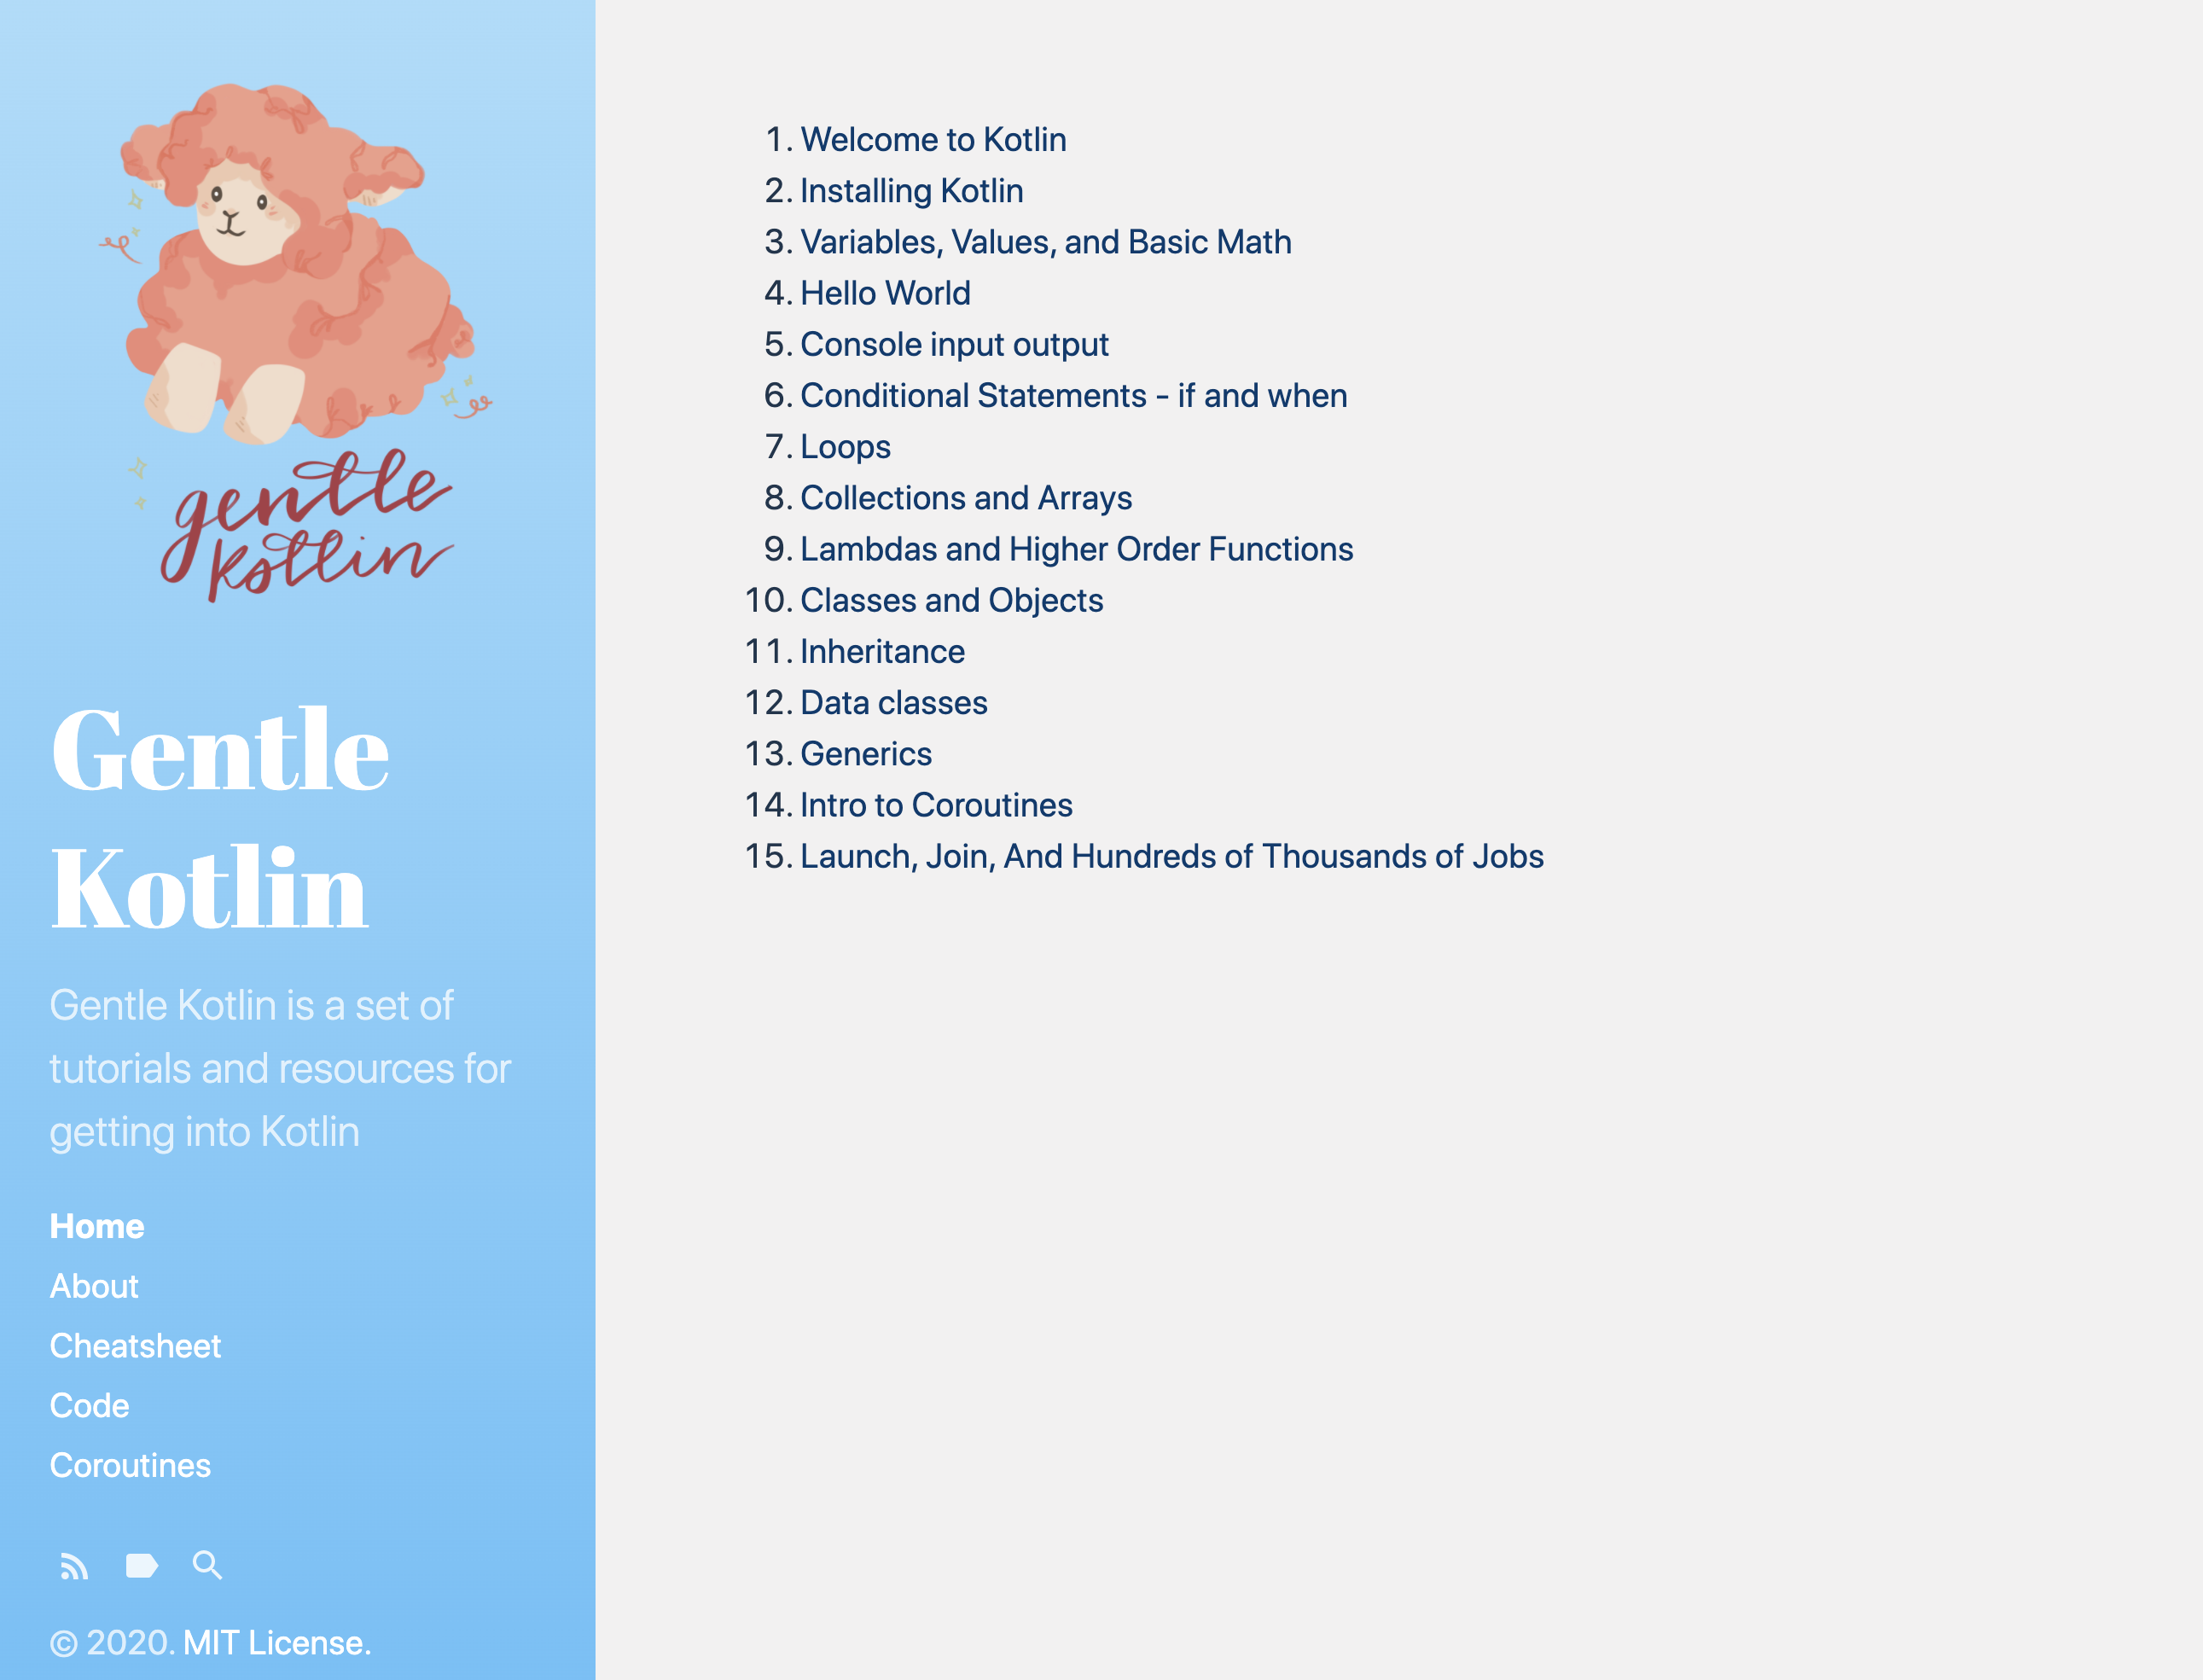 gentle
kotlin
Gentle
Kotlin
Gentle Kotlin is a set of
tutorials and resources for
getting into Kotlin
Home
About
Cheatsheet
Code
Coroutines
© 2020. MIT License.
1. Welcome to Kotlin
2. Installing Kotlin
3. Variables, Values, and Basic Math
4. Hello World
5. Console input output
6. Conditional Statements - if and when
7. Loops
8. Collections and Arrays
9. Lambdas and Higher Order Functions
10. Classes and Objects
11. Inheritance
12. Data classes
13. Generics
14. Intro to Coroutines
15. Launch, Join, And Hundreds of Thousands of Jobs